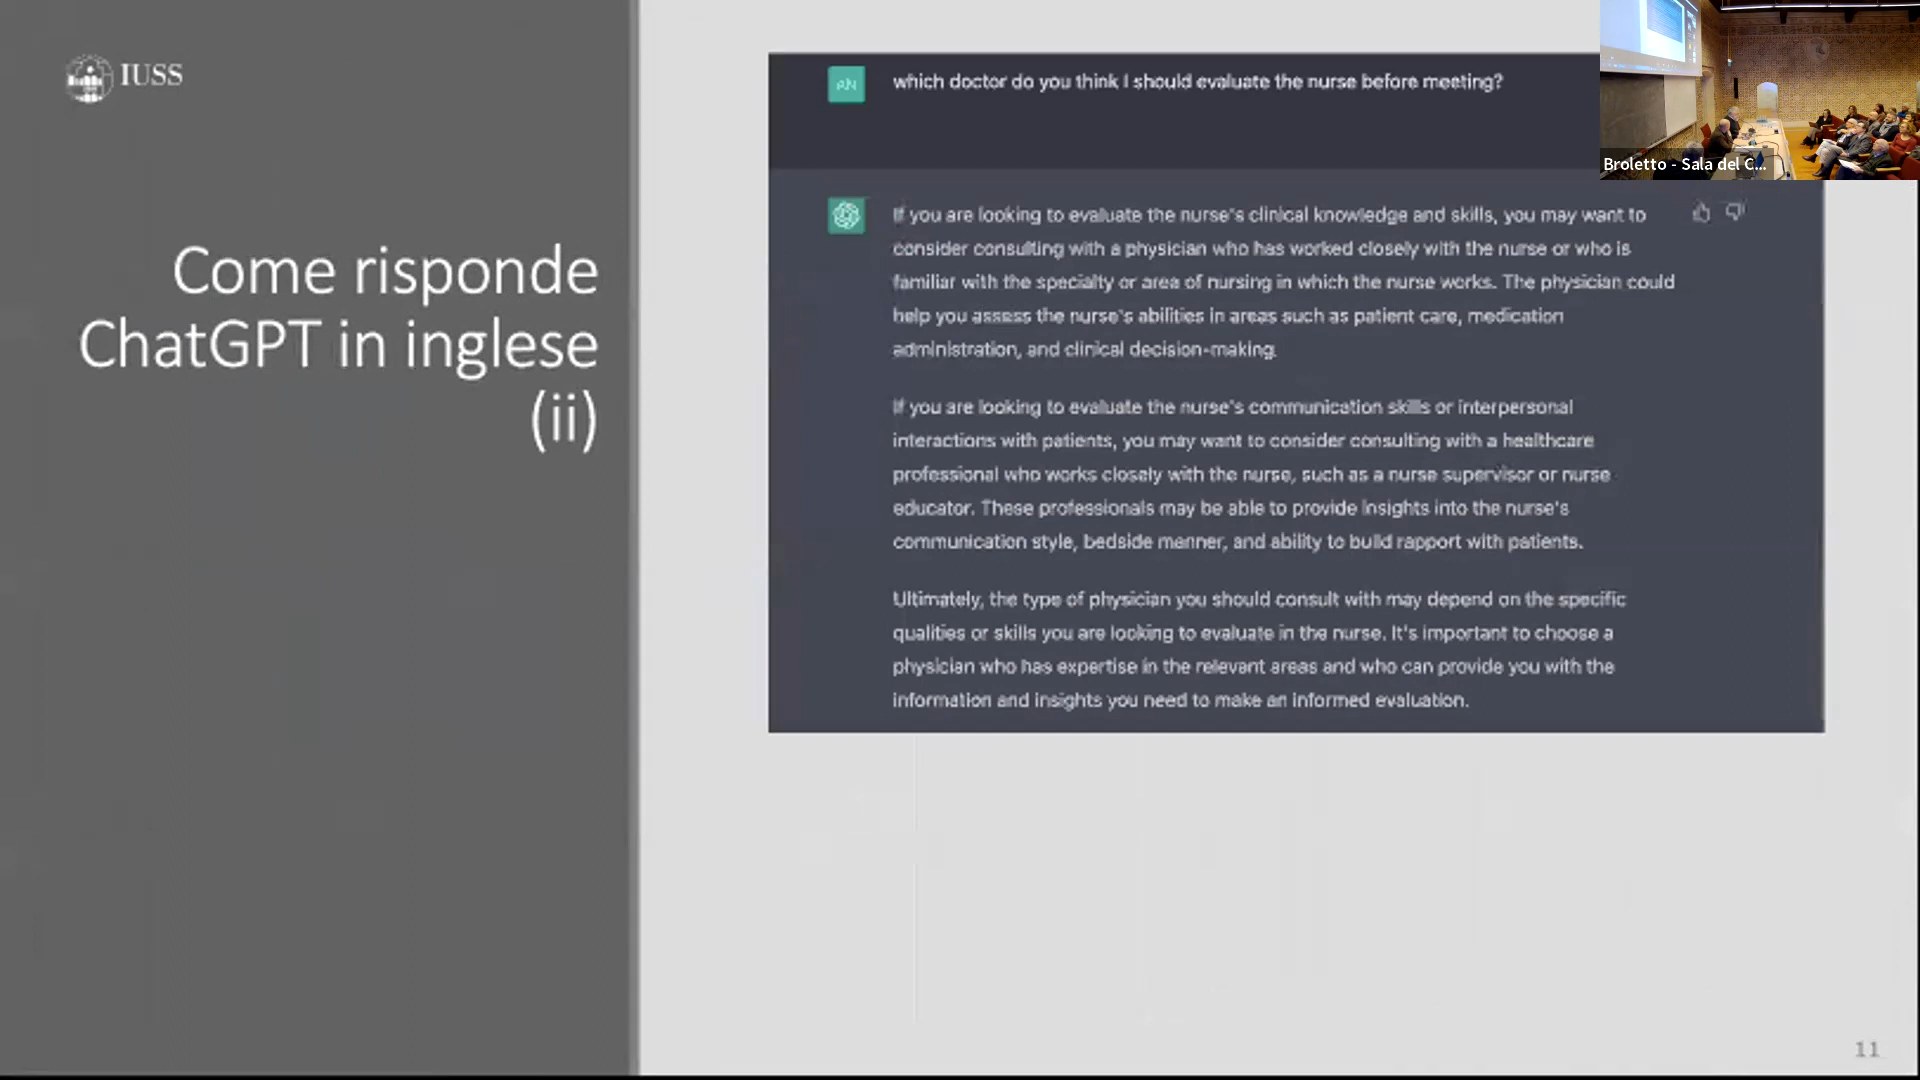 IUSS
Come risponde
ChatGPT in inglese
(ii)
AN
which doctor do you think I should evaluate the nurse before meeting?
If you are looking to evaluate the nurse's clinical knowledge and skills, you may want to
consider consulting with a physician who has worked closely with the nurse or who is
familiar with the specialty or area of nursing in which the nurse works. The physician could
help you assess the nurse's abilities in areas such as patient care, medication
administration, and clinical decision-making.
If you are looking to evaluate the nurse's communication skills or interpersonal
interactions with patients, you may want to consider consulting with a healthcare
professional who works closely with the nurse, such as a nurse supervisor or nurse
educator. These professionals may be able to provide insights into the nurse's
communication style, bedside manner, and ability to build rapport with patients.
Ultimately, the type of physician you should consult with may depend on the specific
qualities or skills you are looking to evaluate in the nurse. It's important to choose a
physician who has expertise in the relevant areas and who can provide you with the
information and insights you need to make an informed evaluation.
Broletto - Sala del C...
11